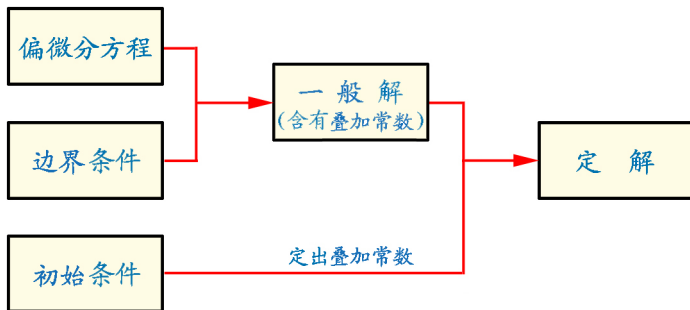 偏微分方程
边界条件
一般解
(含有叠加常数)
定解
初始条件
定出叠加常数